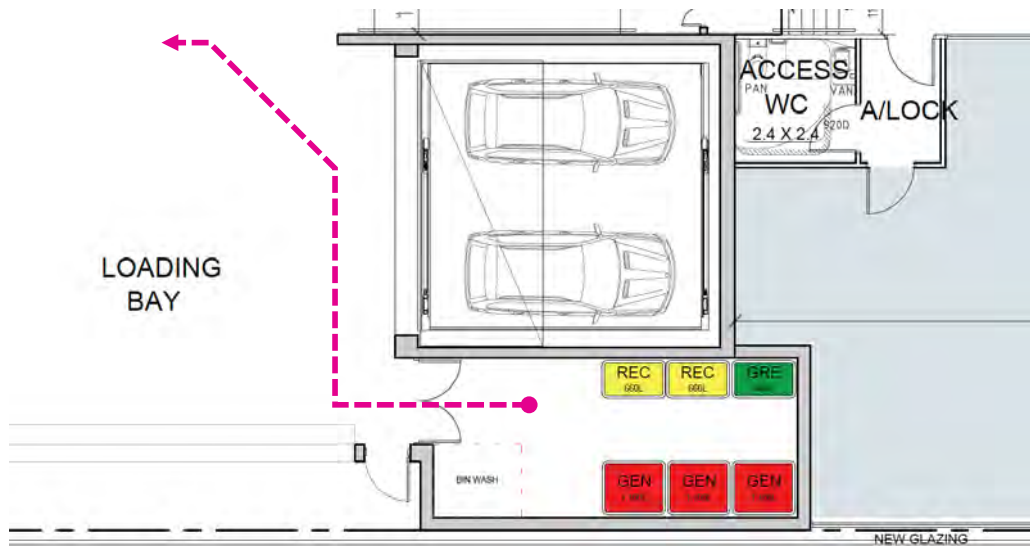 ACCESS
WC
PAN
VAN
2.4 X 2.4
920D
A/LOCK
LOADING
BAY
REC
660L
REC
660L
GRE
GEN
GEN
GEN
BIN WASH
NEW GLAZING